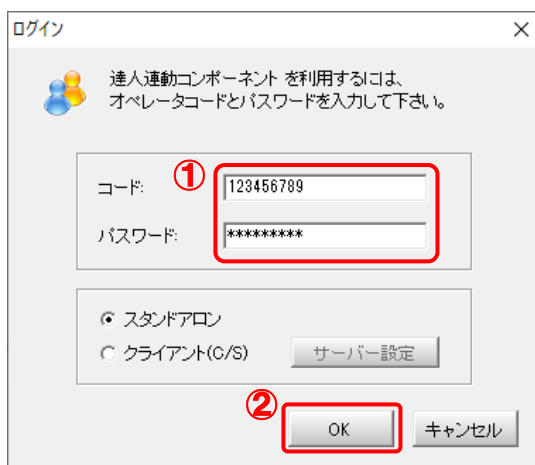 ログイン
達人連動コンポーネント を利用するには、
オペレータコードとパスワードを入力して下さい。
①
コード: 123456789
パスワード: *********
スタンドアロン
クライアント(C/S) サーバー設定
②
OK キャンセル